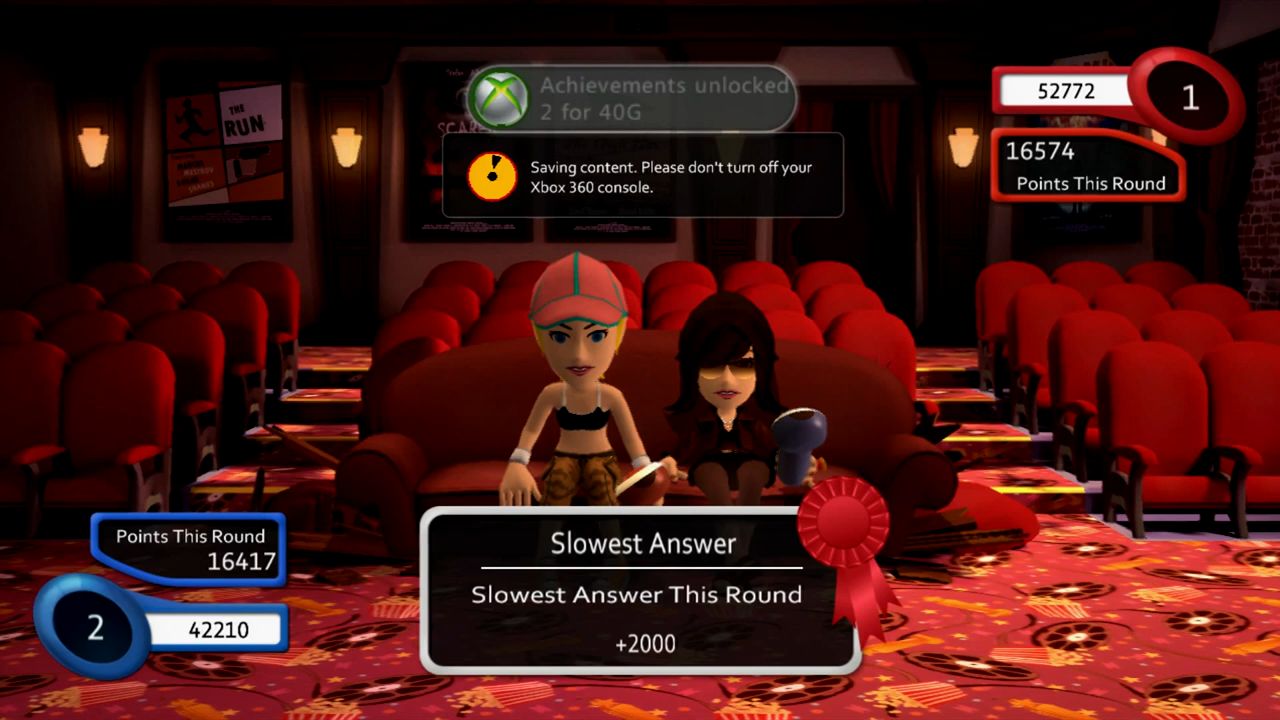 Achievements unlocked
2 for 40G
Saving content. Please don't turn off your
Xbox 360 console.
52772
1
16574
Points This Round
THE
RUN
Points This Round
16417
2
42210
Slowest Answer
Slowest Answer This Round
+2000